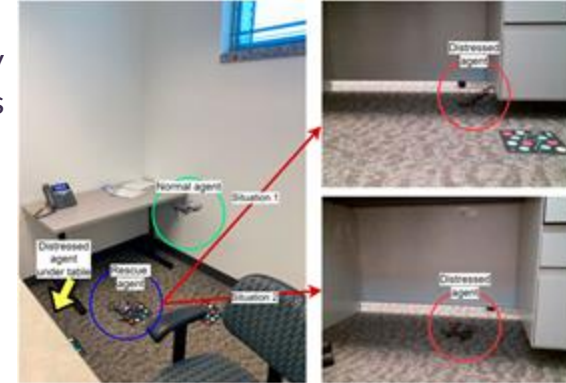 y
s
Normal agent
Situation 1
Distressed
agent
under table
Rescue
agent
Situation 2
Distressed
agent
Distressed
agent